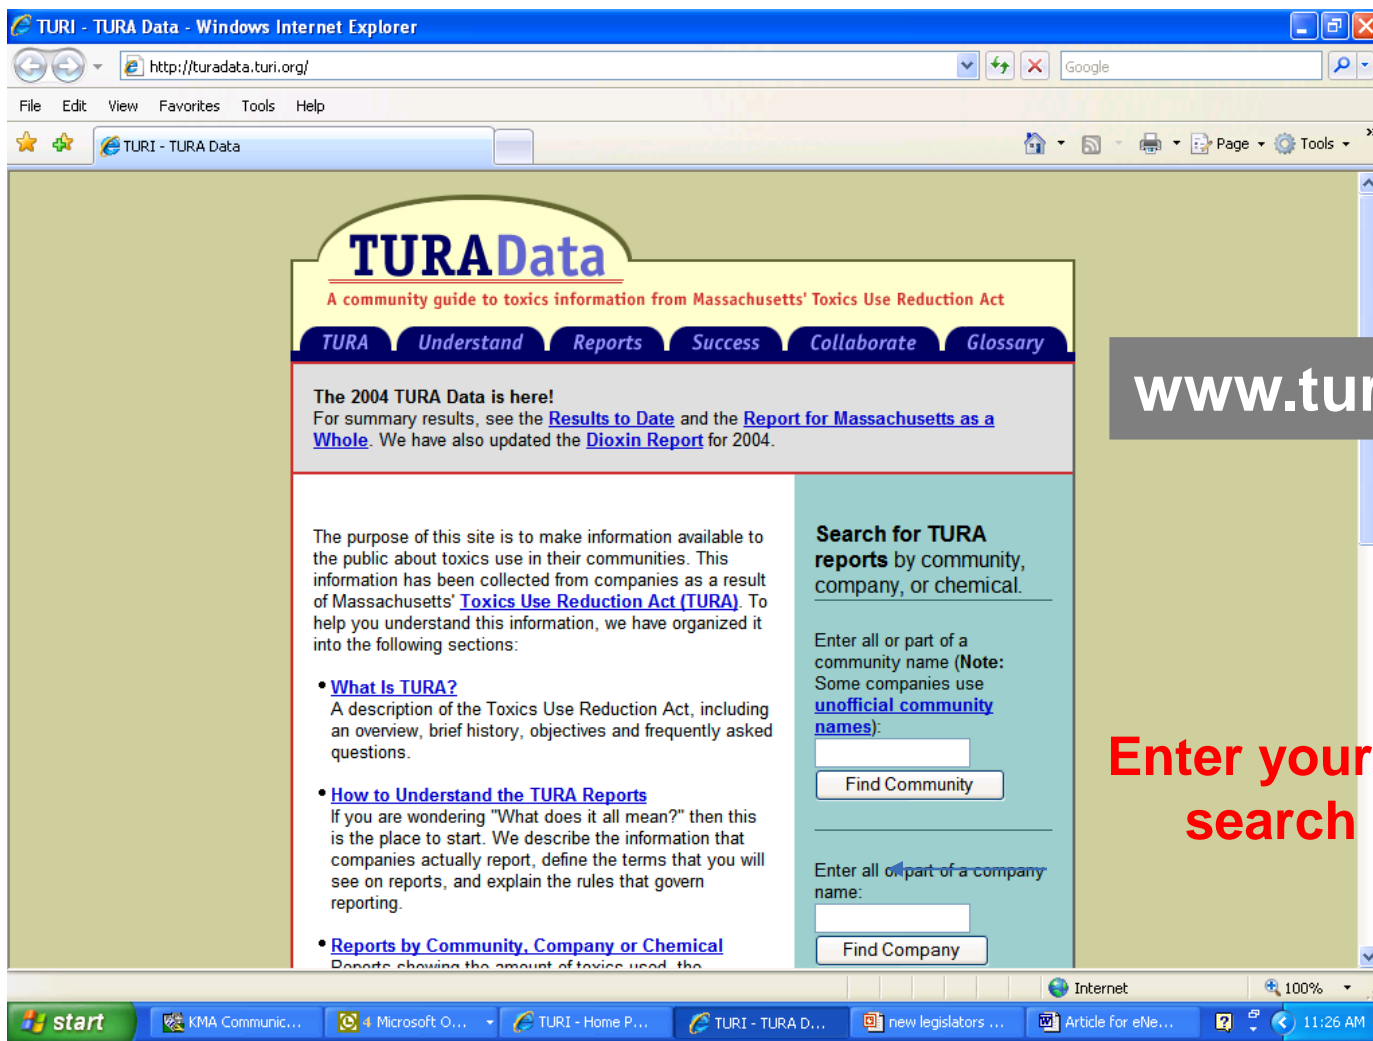 TURI - TURA Data - Windows Internet Explorer
http://turadata.turi.org/
Google
File Edit View Favorites Tools Help
TURI - TURA Data
Page Tools »
TURAData
A community guide to toxics information from Massachusetts' Toxics Use Reduction Act
TURA Understand Reports Success Collaborate Glossary
www.tur
The 2004 TURA Data is here!
For summary results, see the Results to Date and the Report for Massachusetts as a
Whole. We have also updated the Dioxin Report for 2004.
The purpose of this site is to make information available to
the public about toxics use in their communities. This
information has been collected from companies as a result
of Massachusetts' Toxics Use Reduction Act (TURA). To
help you understand this information, we have organized it
into the following sections:
• What Is TURA?
A description of the Toxics Use Reduction Act, including
an overview, brief history, objectives and frequently asked
questions.
• How to Understand the TURA Reports
If you are wondering "What does it all mean?" then this
is the place to start. We describe the information that
companies actually report, define the terms that you will
see on reports, and explain the rules that govern
reporting.
• Reports by Community, Company or Chemical
Reports showing the amount of toxics used, the
Search for TURA
reports by community,
company, or chemical.
Enter all or part of a
community name (Note:
Some companies use
unofficial community
names):
Find Community
Enter all or part of a company
name:
Find Company
Enter your
search
Internet 100%
start KMA Communic... 4 Microsoft O... TURI - Home P... TURI - TURA D... new legislators ... Article for eNe... 11:26 AM